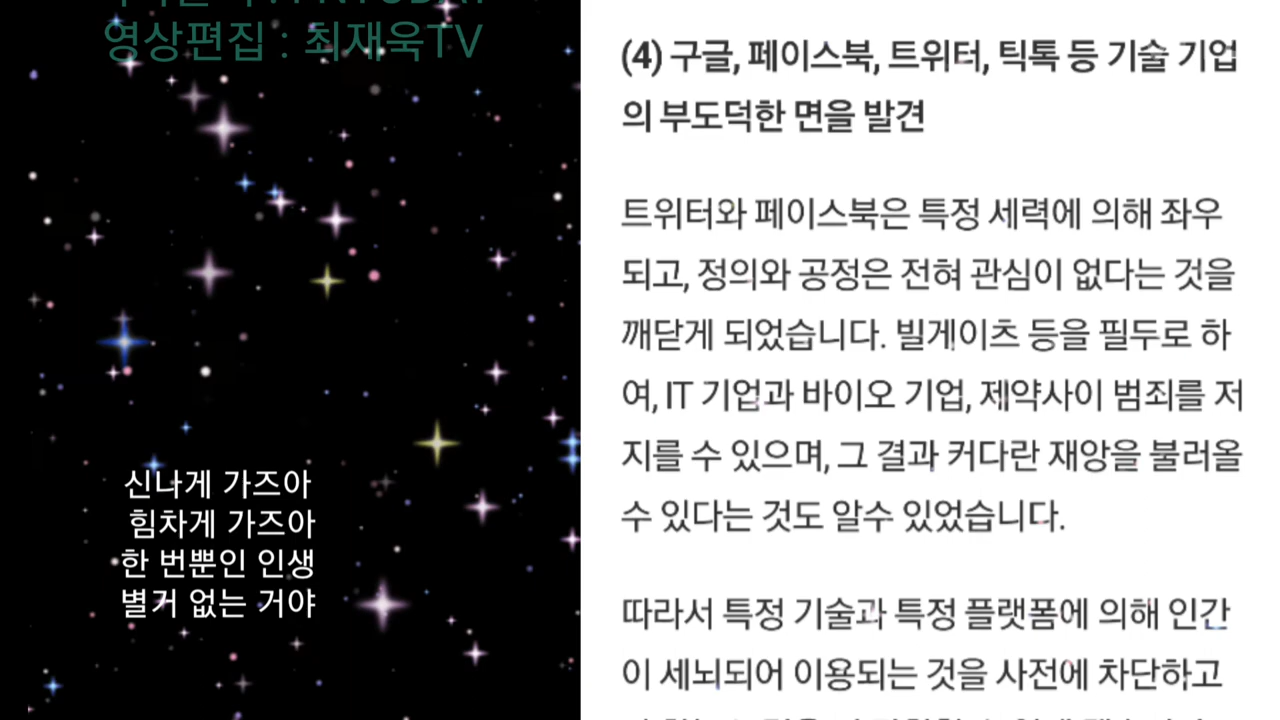 영상편집 : 최재욱TV
신나게 가즈아
힘차게 가즈아
한 번뿐인 인생
별거 없는 거야
(4) 구글, 페이스북, 트위터, 틱톡 등 기술 기업
의 부도덕한 면을 발견
트위터와 페이스북은 특정 세력에 의해 좌우
되고, 정의와 공정은 전혀 관심이 없다는 것을
깨닫게 되었습니다. 빌게이츠 등을 필두로 하
여, IT 기업과 바이오 기업, 제약사이 범죄를 저
지를 수 있으며, 그 결과 커다란 재앙을 불러올
수 있다는 것도 알수 있었습니다.
따라서 특정 기술과 특정 플랫폼에 의해 인간
이 세뇌되어 이용되는 것을 사전에 차단하고